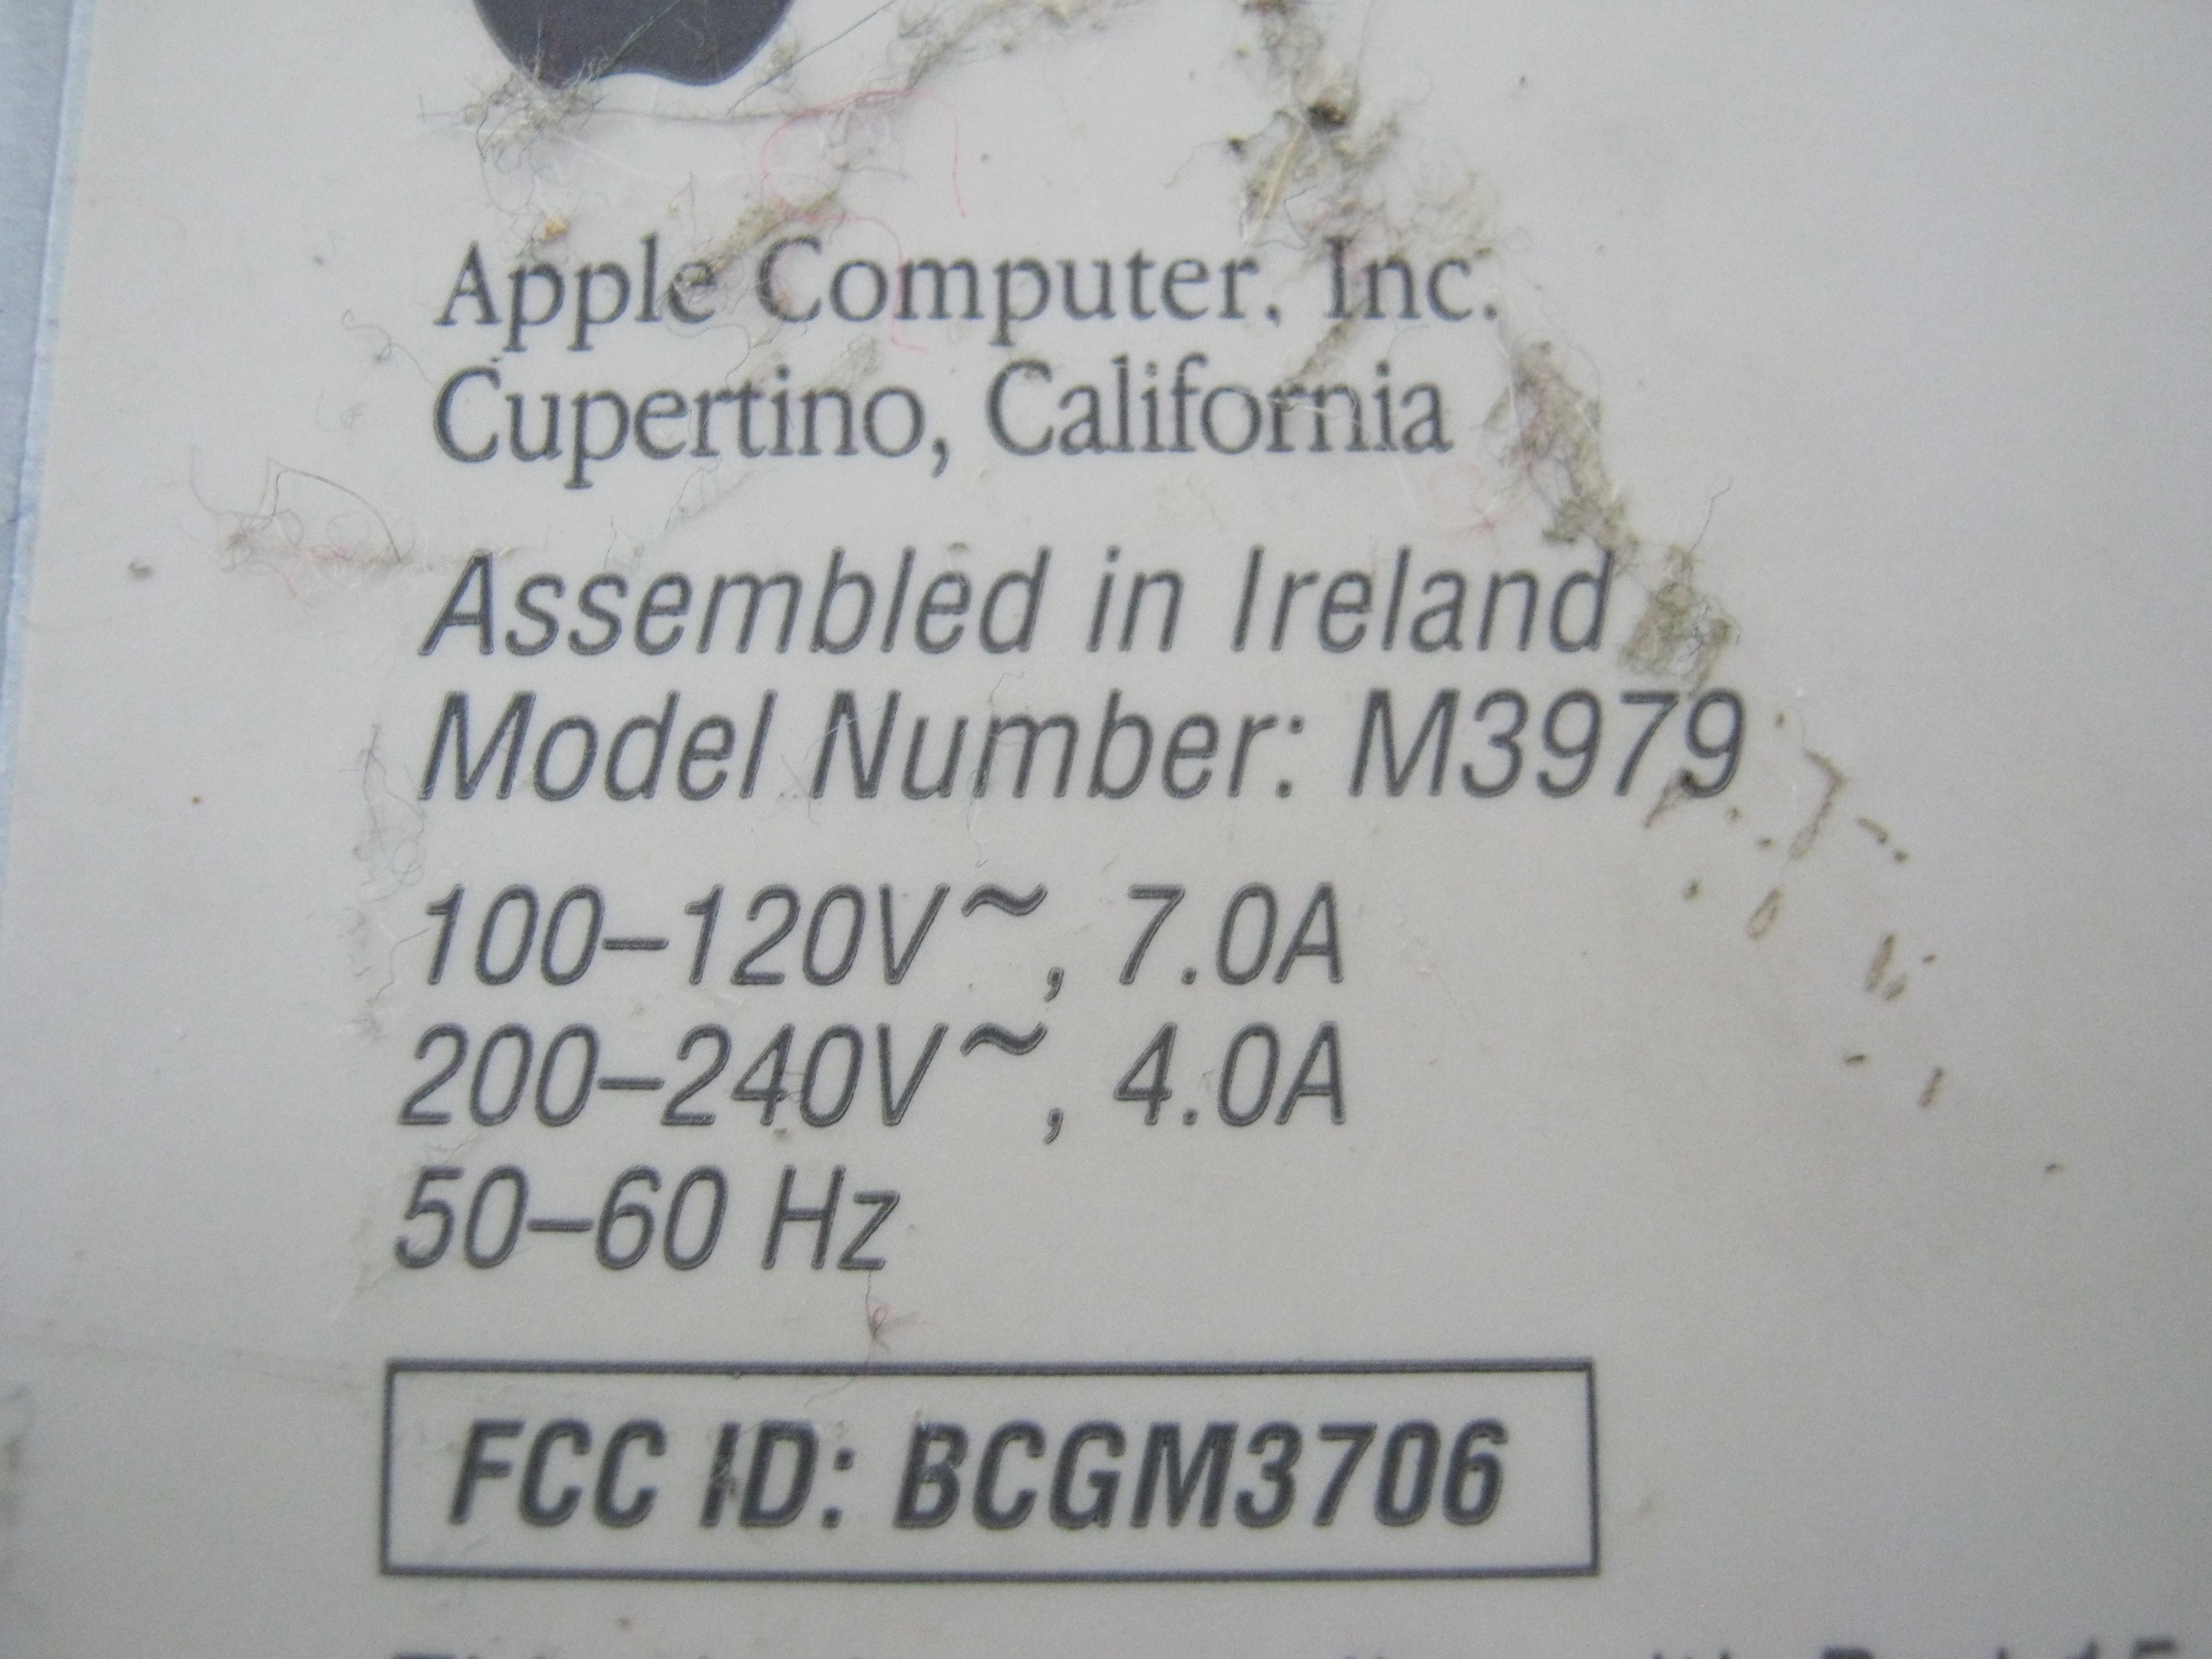 Apple Computer, Inc.
Cupertino, California
Assembled in Ireland
Model Number: M3979
100–120V~, 7.0A
200–240V~, 4.0A
50–60 Hz
FCC ID: BCGM3706